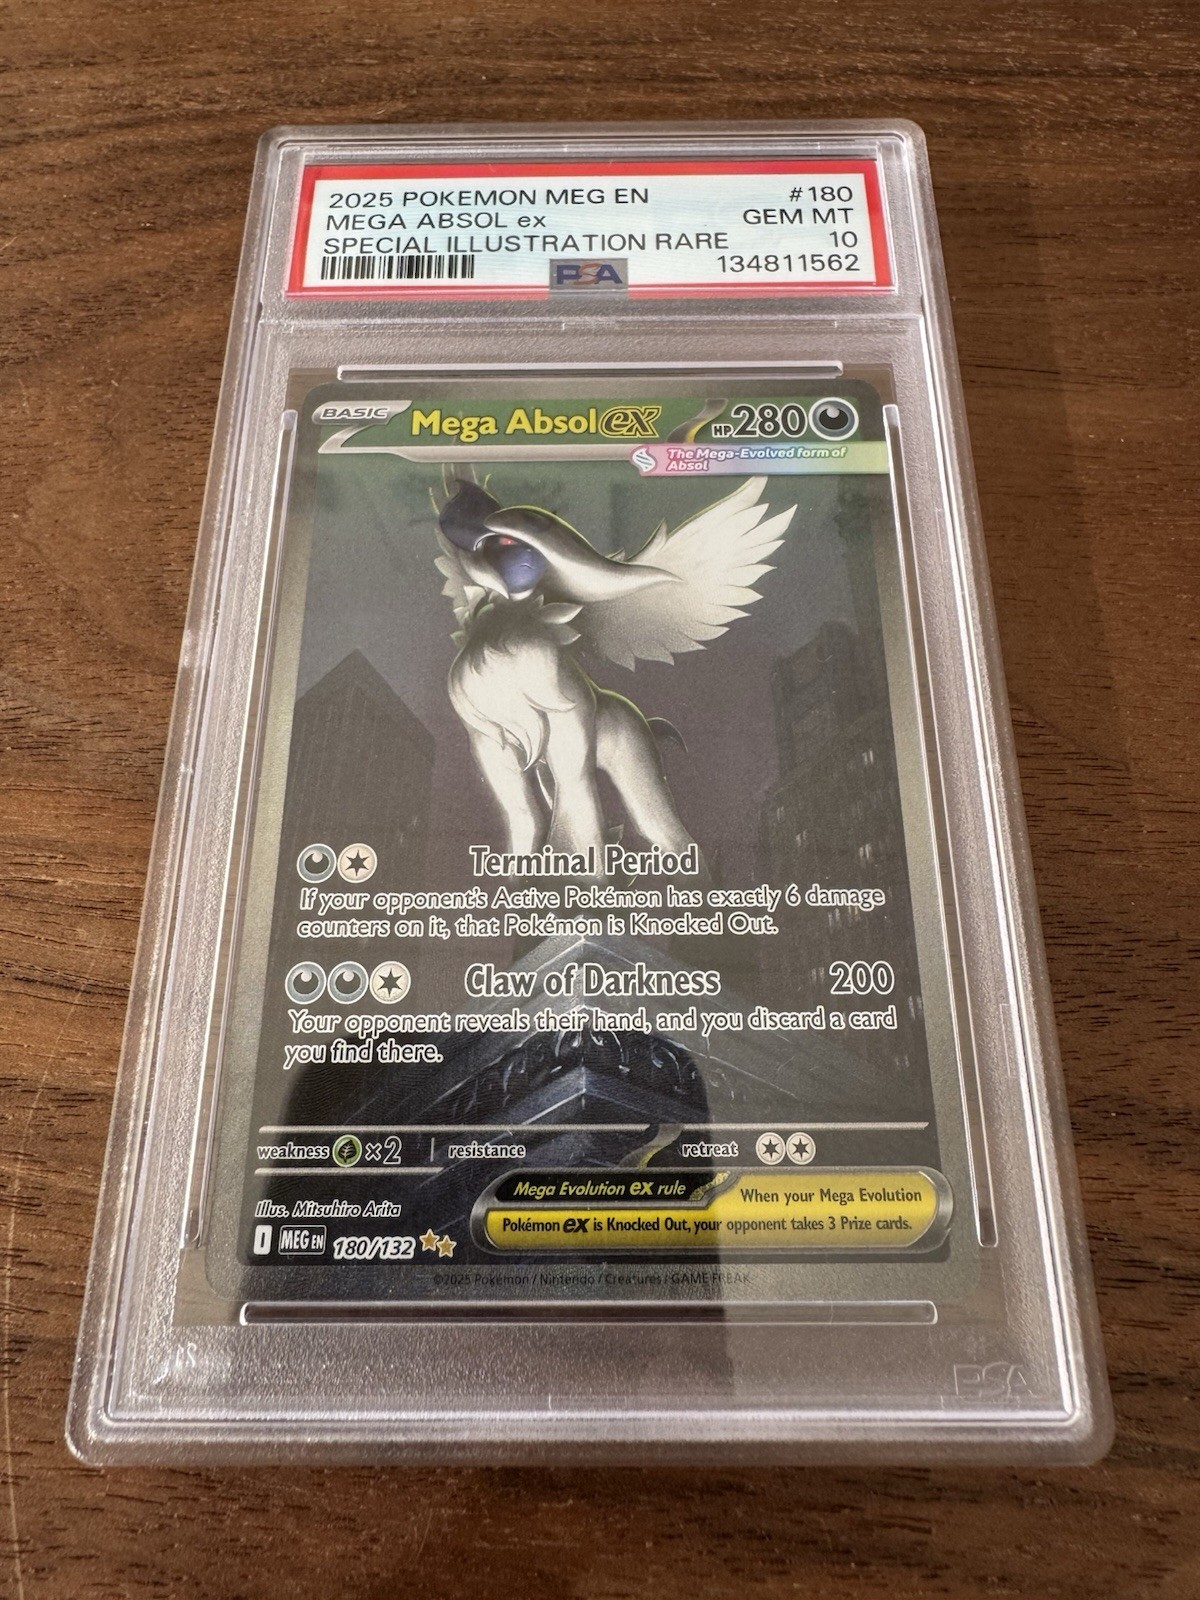 2025 POKEMON MEG EN #180
MEGA ABSOL ex GEM MT
SPECIAL ILLUSTRATION RARE 10
PSA 134811562
BASIC Mega Absol ex HP 280
The Mega-Evolved form of
Absol
Terminal Period
If your opponent's Active Pokémon has exactly 6 damage
counters on it, that Pokémon is Knocked Out.
Claw of Darkness 200
Your opponent reveals their hand, and you discard a card
you find there.
weakness ×2 resistance retreat
Mega Evolution ex rule When your Mega Evolution
Pokémon ex is Knocked Out, your opponent takes 3 Prize cards.
Illus. Mitsuhiro Arita
I MEG EN 180/132
©2025 Pokémon / Nintendo / Creatures / GAME FREAK
PSA